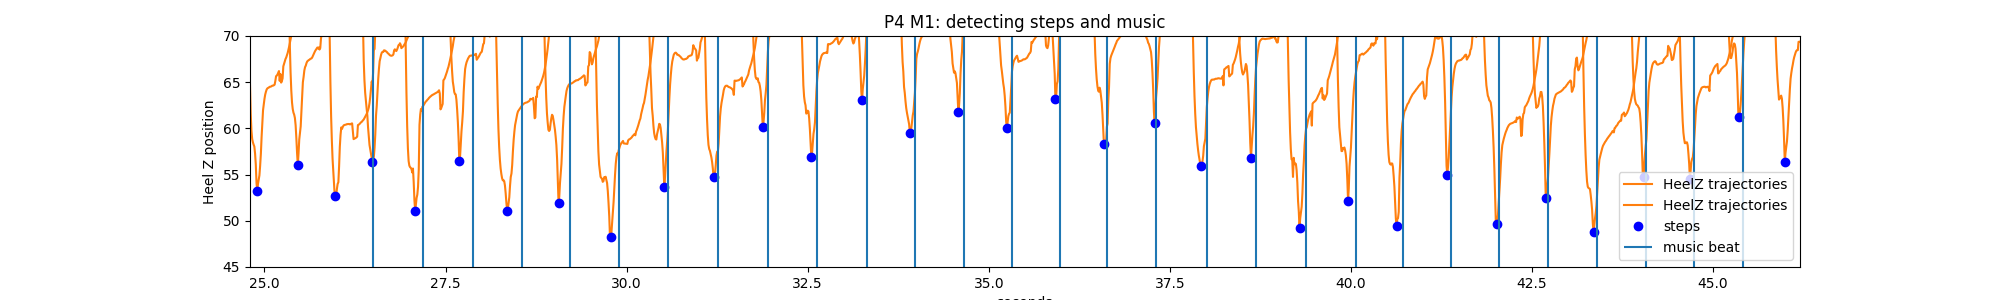 P4 M1: detecting steps and music
Heel Z position
70
65
60
55
50
45
25.0 27.5 30.0 32.5 35.0 37.5 40.0 42.5 45.0
seconds
HeelZ trajectories
HeelZ trajectories
steps
music beat